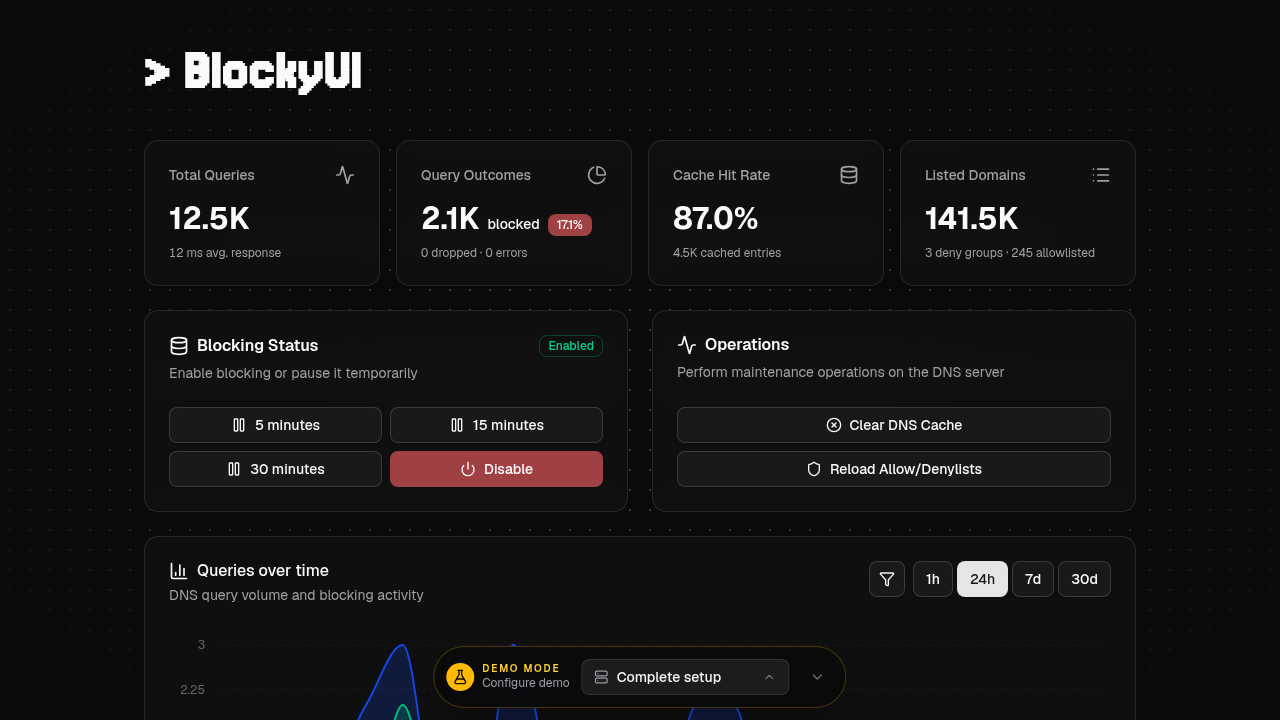 > BlockyUI
Total Queries
12.5K
12 ms avg. response
Query Outcomes
2.1K blocked 17.1%
0 dropped · 0 errors
Cache Hit Rate
87.0%
4.5K cached entries
Listed Domains
141.5K
3 deny groups · 245 allowlisted
Blocking Status
Enabled
Enable blocking or pause it temporarily
5 minutes
15 minutes
30 minutes
Disable
Operations
Perform maintenance operations on the DNS server
Clear DNS Cache
Reload Allow/Denylists
Queries over time
DNS query volume and blocking activity
1h
24h
7d
30d
3
2.25
DEMO MODE
Configure demo
Complete setup